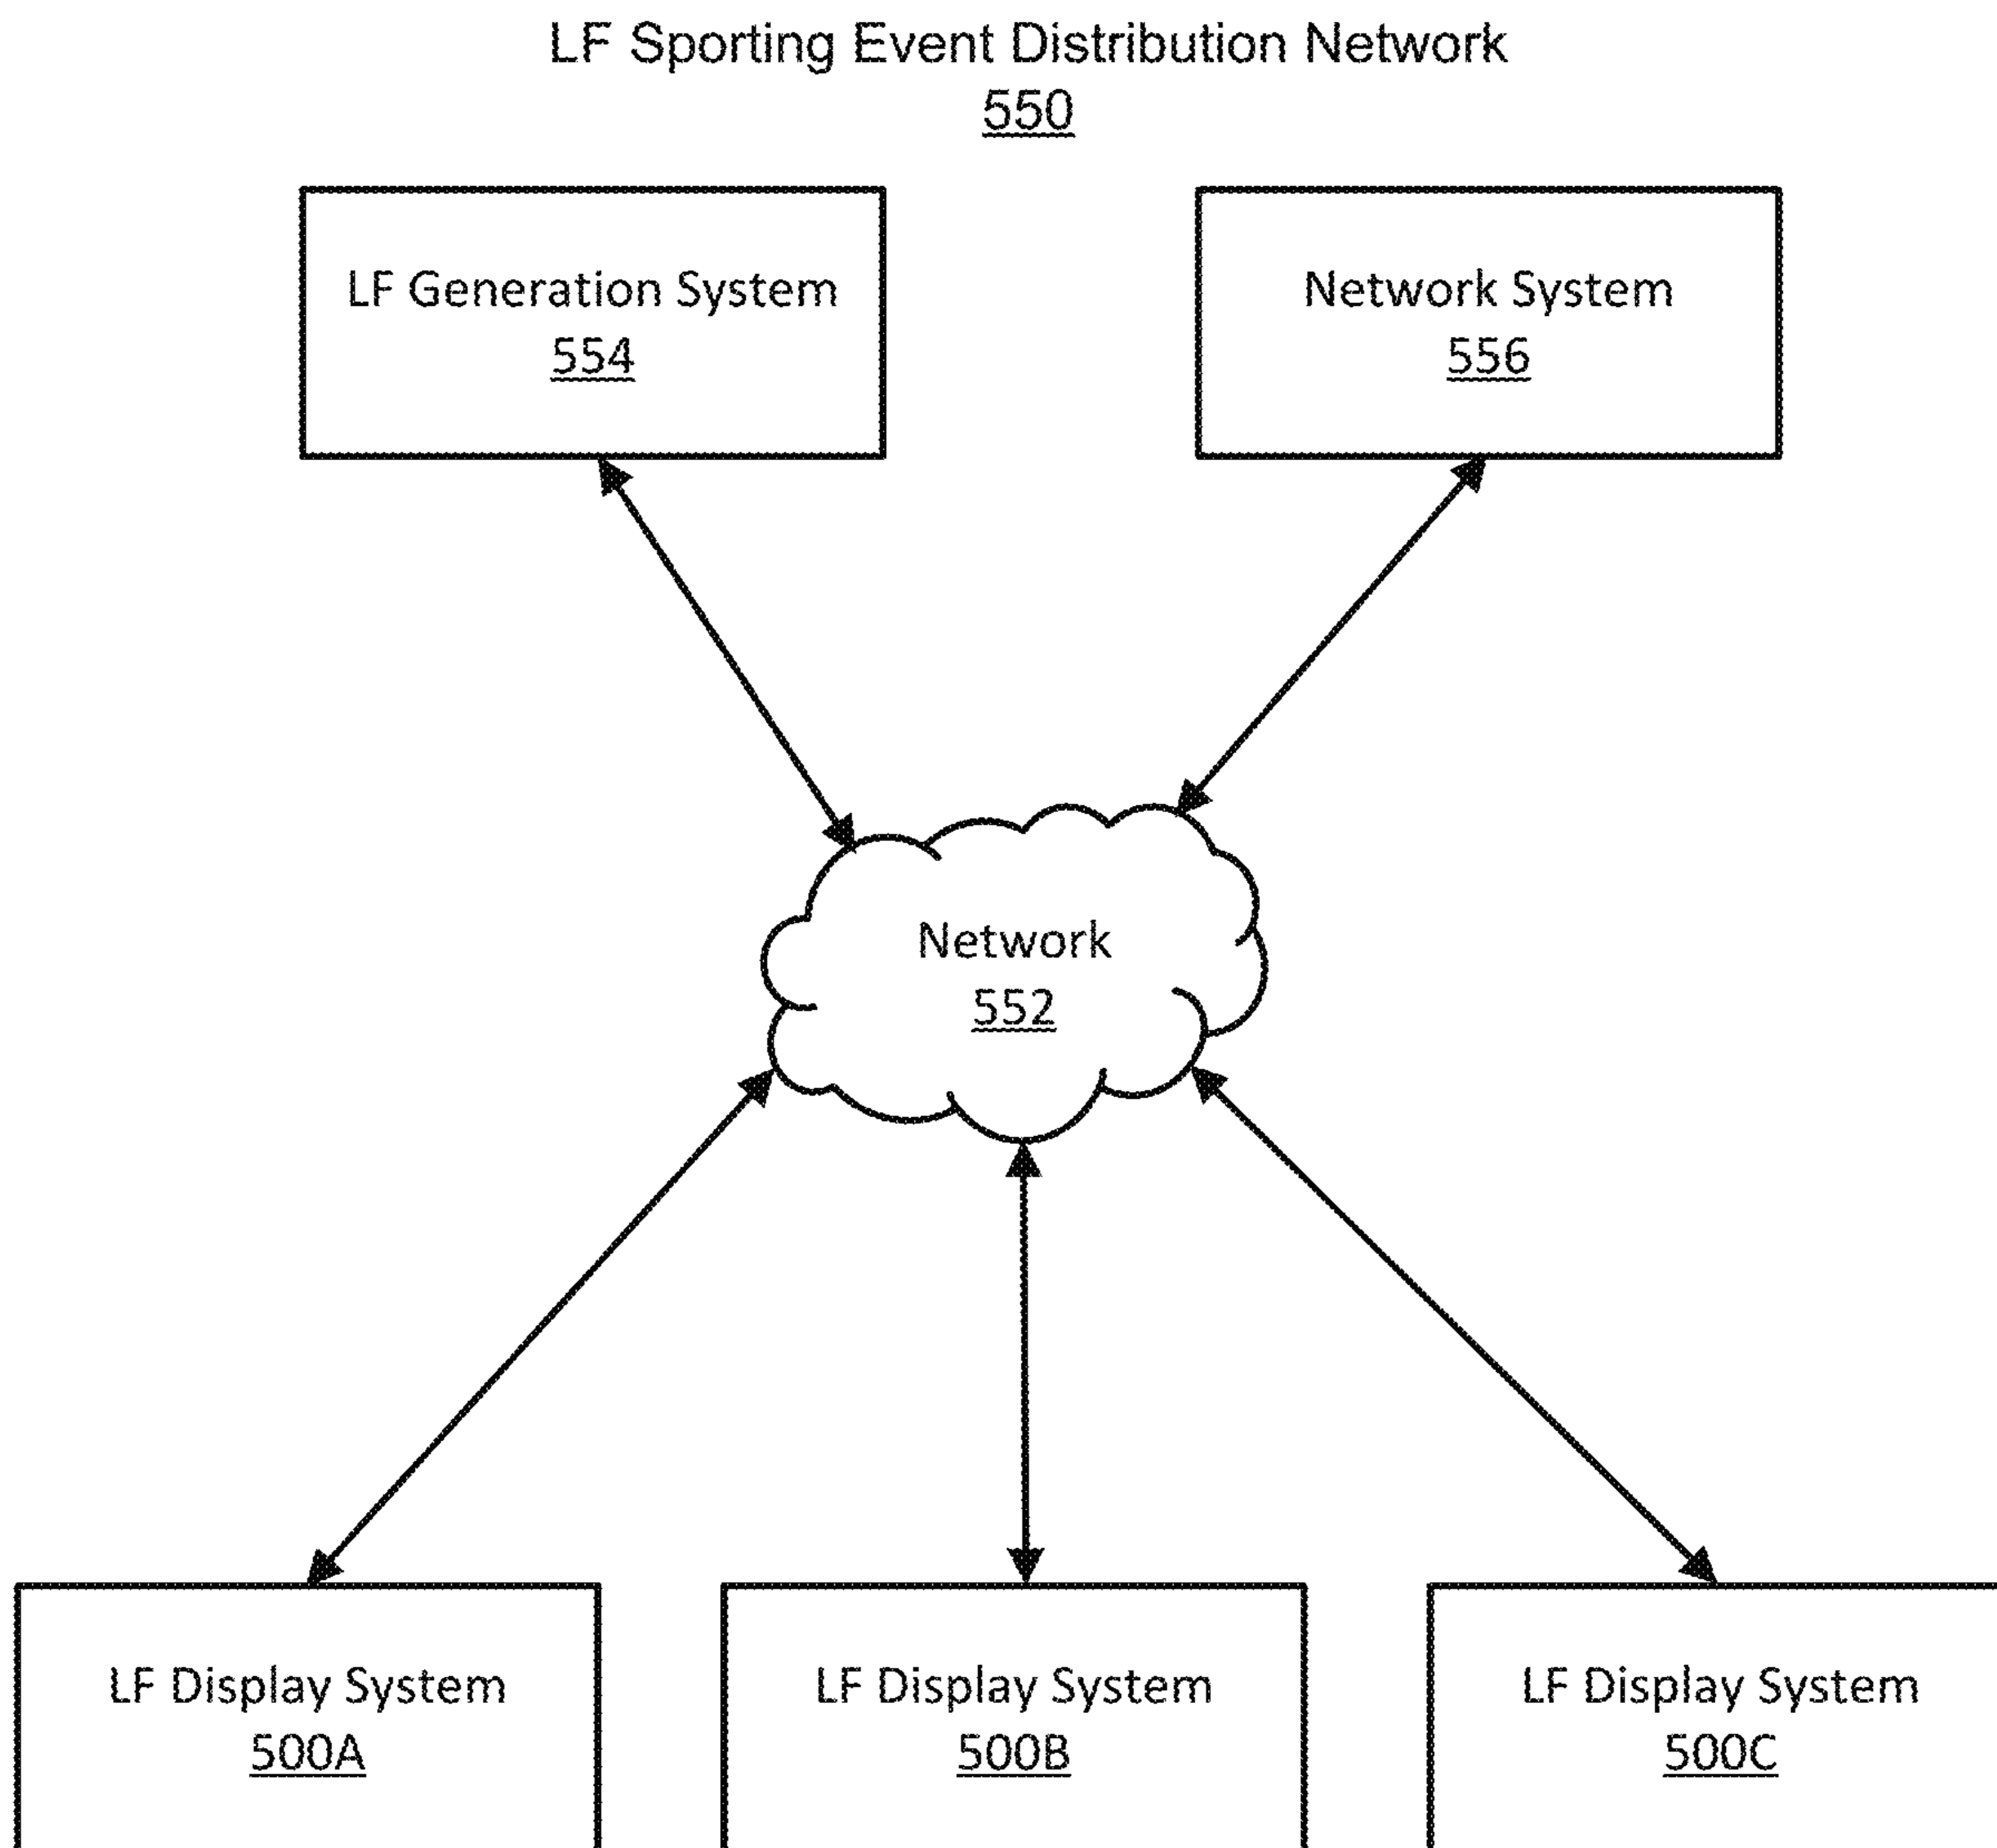 LF Sporting Event Distribution Network
550
LF Generation System
554
Network System
556
Network
552
LF Display System
500A
LF Display System
500B
LF Display System
500C